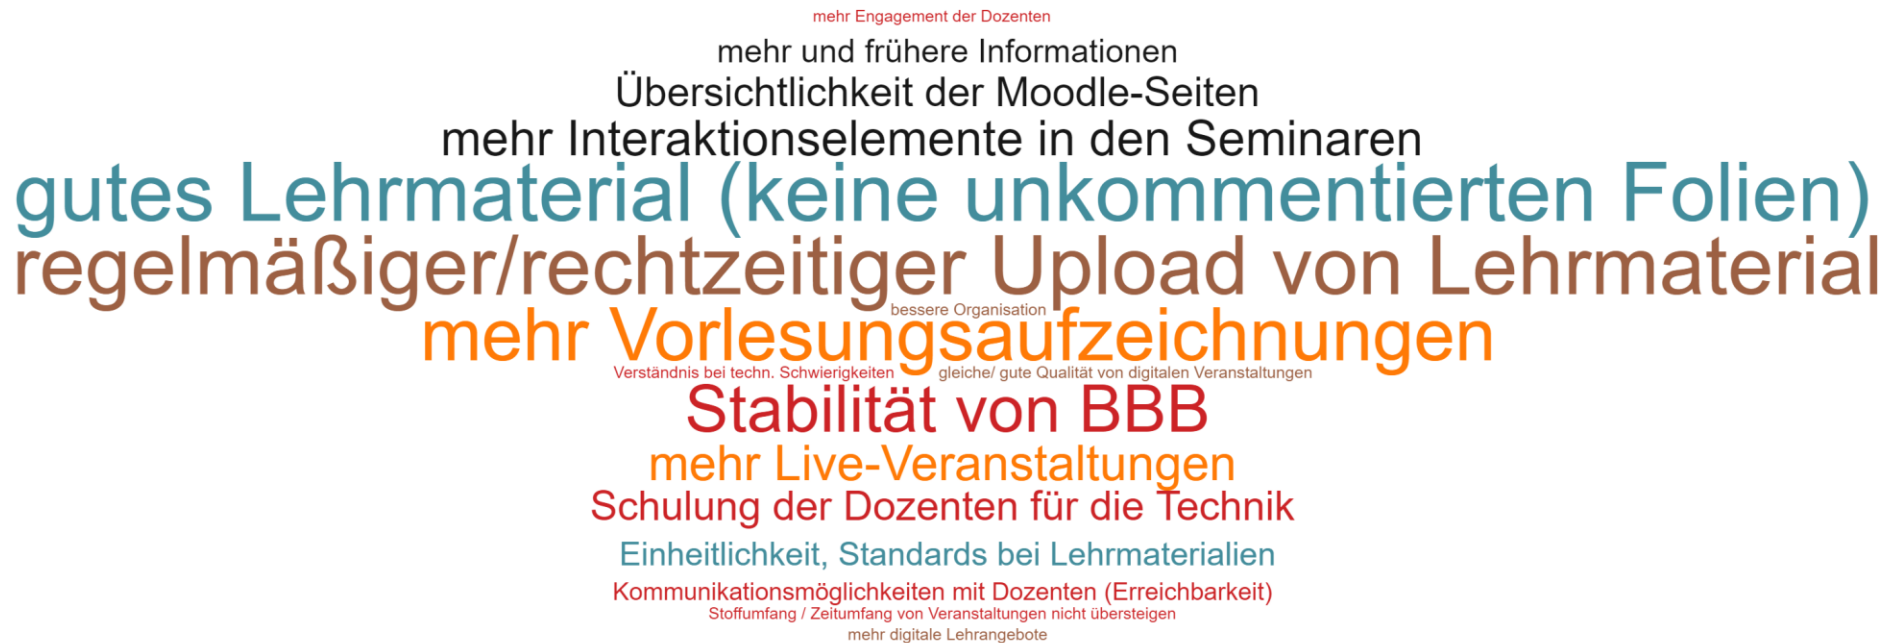 mehr Engagement der Dozenten
mehr und frühere Informationen
Übersichtlichkeit der Moodle-Seiten
mehr Interaktionselemente in den Seminaren
gutes Lehrmaterial (keine unkommentierten Folien)
regelmäßiger/rechtzeitiger Upload von Lehrmaterial
bessere Organisation
mehr Vorlesungsaufzeichnungen
Verständnis bei techn. Schwierigkeiten
gleiche/ gute Qualität von digitalen Veranstaltungen
Stabilität von BBB
mehr Live-Veranstaltungen
Schulung der Dozenten für die Technik
Einheitlichkeit, Standards bei Lehrmaterialien
Kommunikationsmöglichkeiten mit Dozenten (Erreichbarkeit)
Stoffumfang / Zeitumfang von Veranstaltungen nicht übersteigen
mehr digitale Lehrangebote